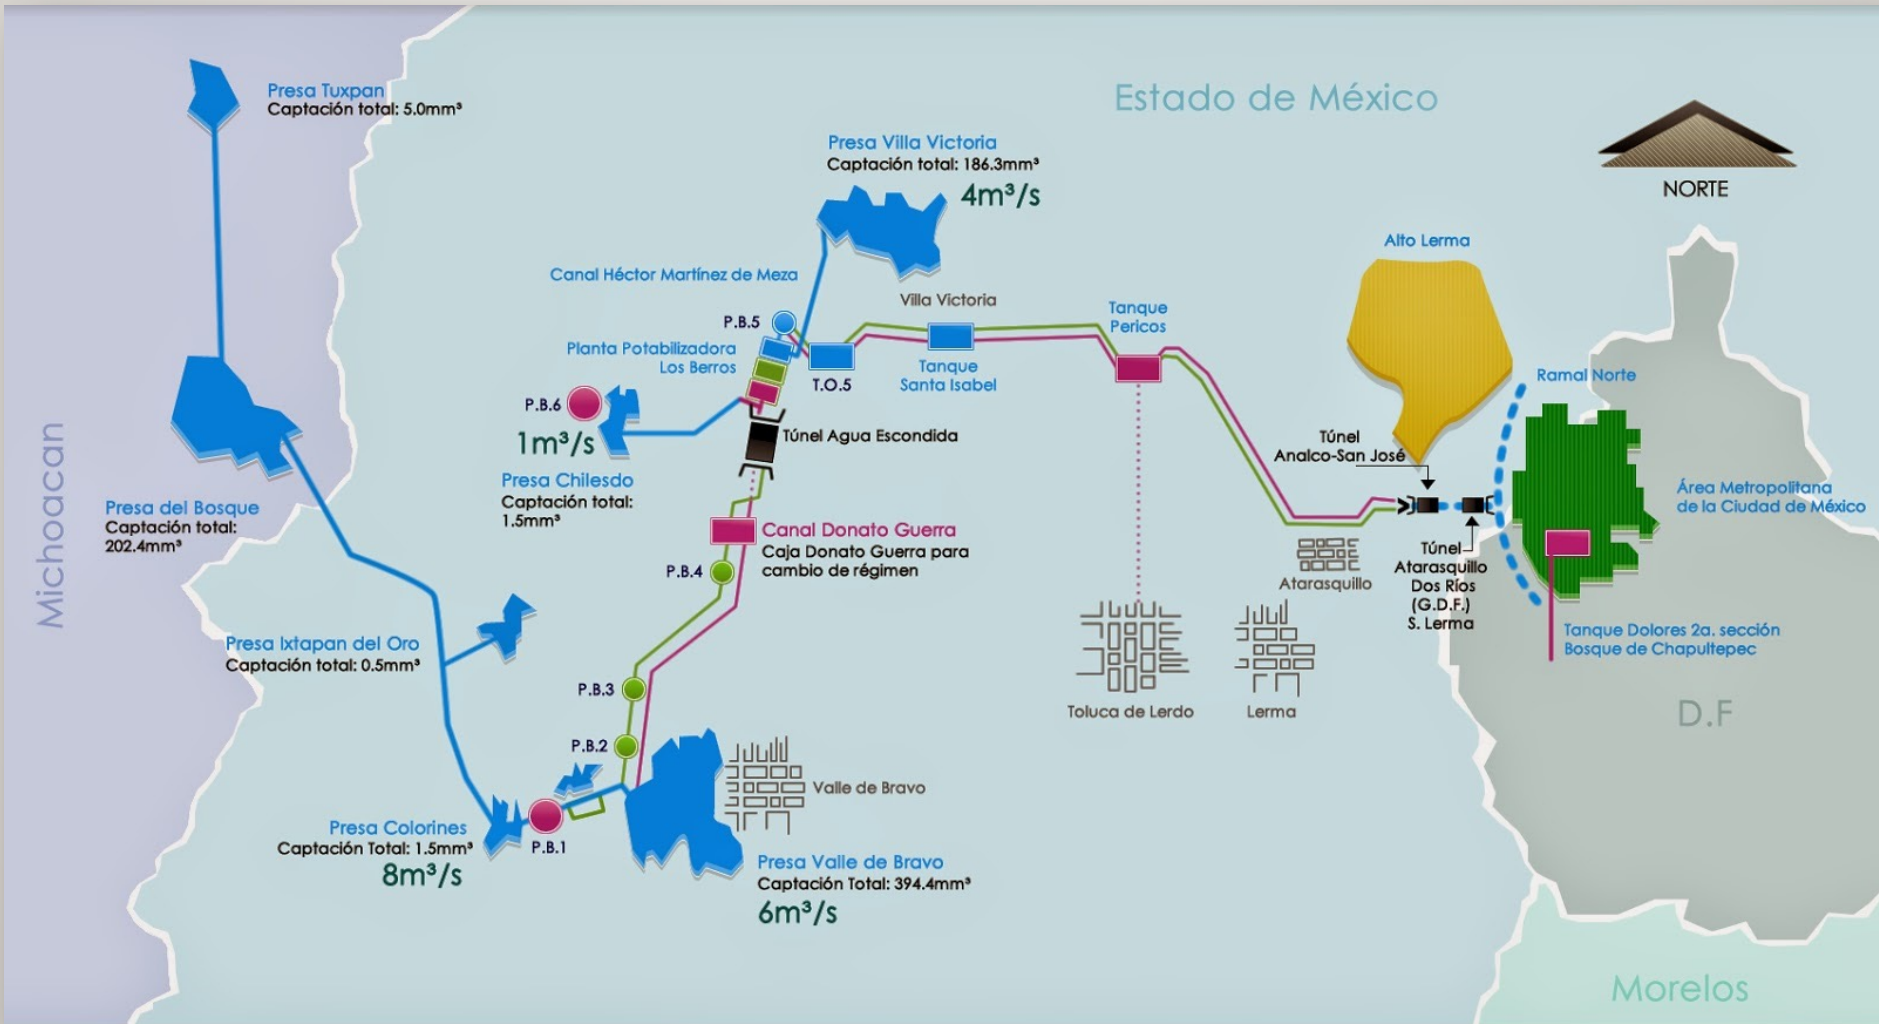 Presa Tuxpan
Captación total: 5.0mm³
Estado de México
NORTE
Presa Villa Victoria
Captación total: 186.3mm³
4m³/s
Alto Lerma
Canal Héctor Martínez de Meza
Villa Victoria
Tanque
Pericos
P.B.5
Planta Potabilizadora
Los Berros
T.O.5
Tanque
Santa Isabel
Ramal Norte
P.B.6
1m³/s
Túnel Agua Escondida
Túnel
Analco-San José
Presa Chilesdo
Captación total:
1.5mm³
Área Metropolitana
de la Ciudad de México
Michoacan
Presa del Bosque
Captación total:
202.4mm³
Canal Donato Guerra
Caja Donato Guerra para
cambio de régimen
P.B.4
Atarasquillo
Túnel
Atarasquillo
Dos Ríos
(G.D.F.)
S. Lerma
Presa Ixtapan del Oro
Captación total: 0.5mm³
Tanque Dolores 2a. sección
Bosque de Chapultepec
P.B.3
Toluca de Lerdo
Lerma
D.F
P.B.2
Valle de Bravo
Presa Colorines
Captación Total: 1.5mm³
8m³/s
P.B.1
Presa Valle de Bravo
Captación Total: 394.4mm³
6m³/s
Morelos